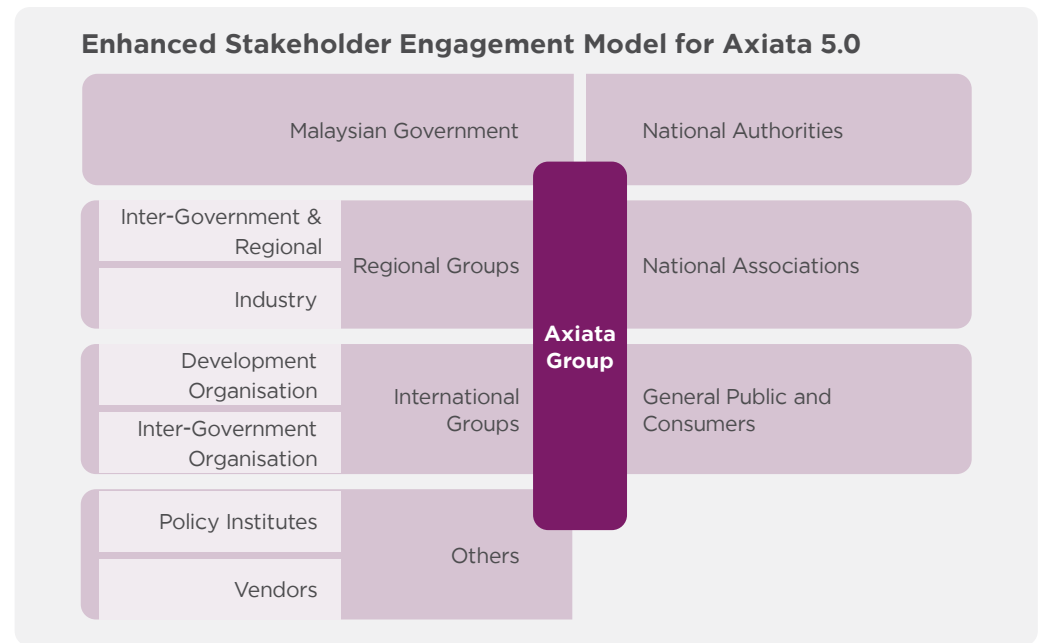 Enhanced Stakeholder Engagement Model for Axiata 5.0
Malaysian Government
National Authorities
Inter-Government &
Regional
Industry
Regional Groups
National Associations
Axiata
Group
Development
Organisation
Inter-Government
Organisation
International
Groups
General Public and
Consumers
Policy Institutes
Vendors
Others